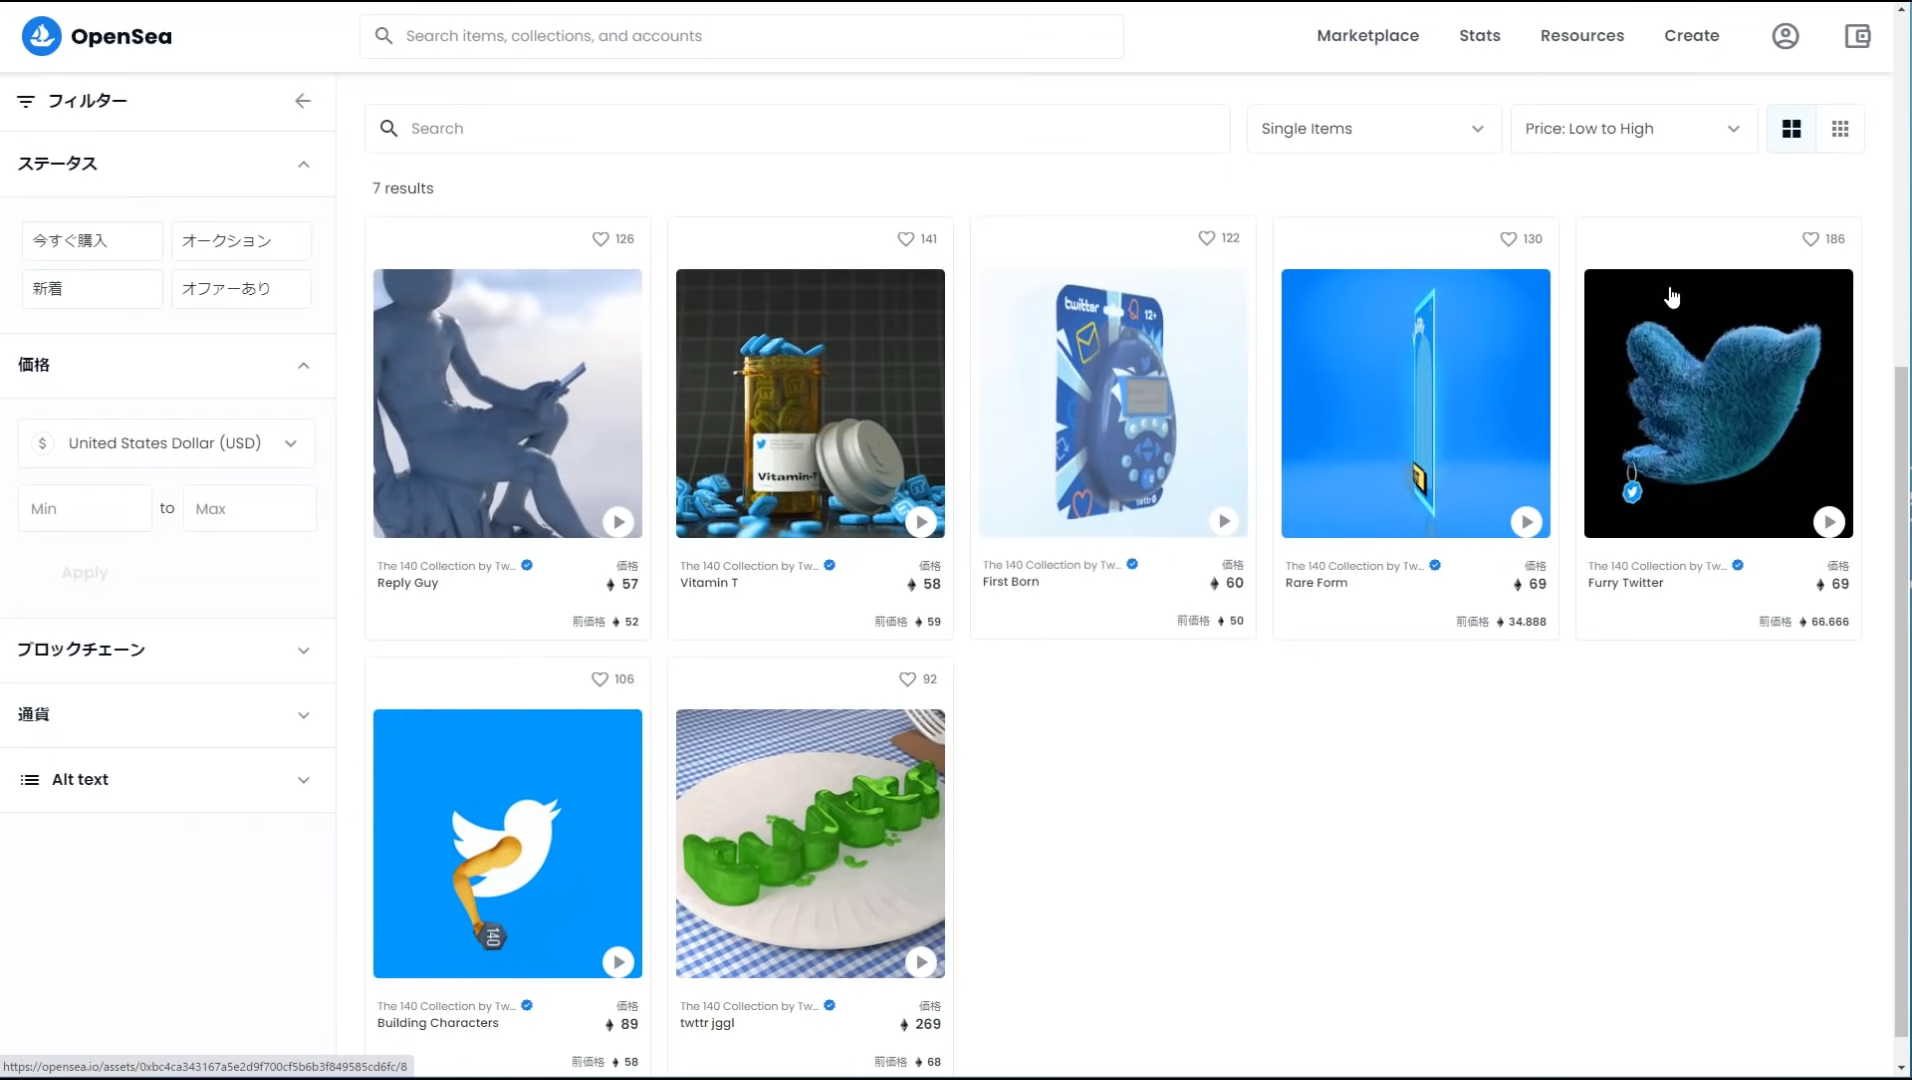 OpenSea
Search items, collections, and accounts
Marketplace
Stats
Resources
Create
フィルター
ステータス
今すぐ購入
オークション
新着
オファーあり
価格
$ United States Dollar (USD)
Min to Max
Apply
ブロックチェーン
通貨
Alt text
Search
Single Items
Price: Low to High
7 results
126
The 140 Collection by Tw...
価格
Reply Guy
57
前価格 52
141
Vitamin-T
The 140 Collection by Tw...
価格
Vitamin T
58
前価格 59
122
twitter
12+
twttr
The 140 Collection by Tw...
価格
First Born
60
前価格 50
130
The 140 Collection by Tw...
価格
Rare Form
69
前価格 34.888
186
The 140 Collection by Tw...
価格
Furry Twitter
69
前価格 66.666
106
140
The 140 Collection by Tw...
価格
Building Characters
89
前価格 58
92
The 140 Collection by Tw...
価格
twttr jggl
269
前価格 68
https://opensea.io/assets/0xbc4ca343167a5e2d9f700cf5b6b3f849585cd6fc/8